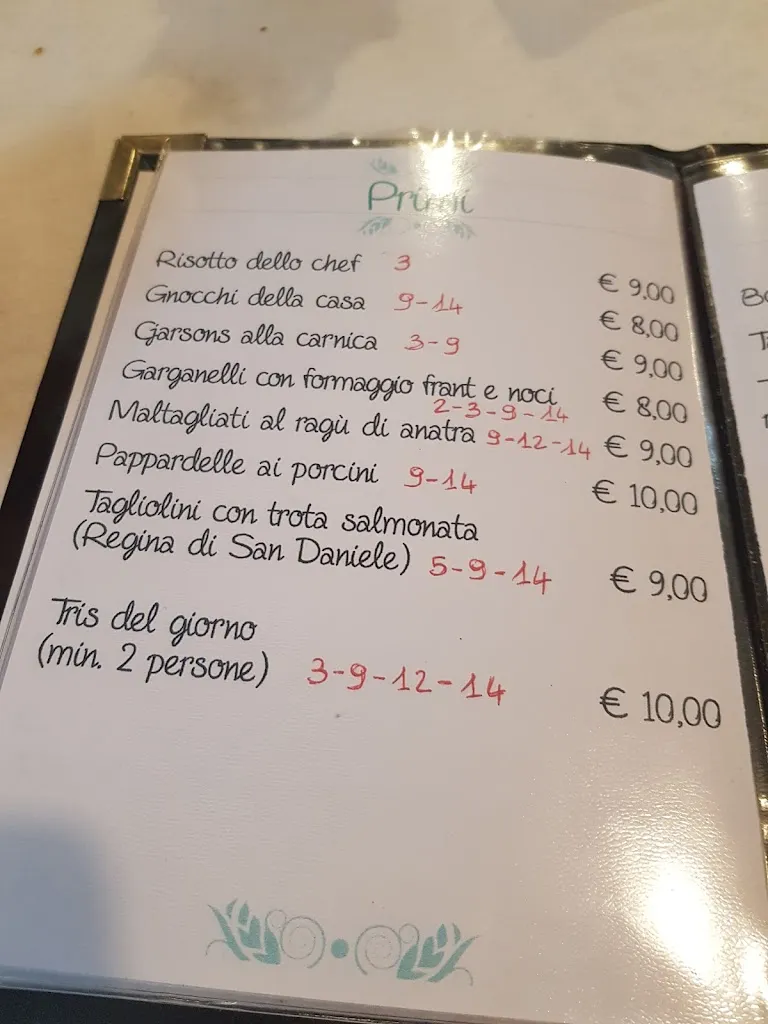 Primi
Risotto dello chef 3 € 9,00
Gnocchi della casa 9-14 € 8,00
Cjarsons alla carnica 3-9 € 9,00
Garganelli con formaggio frant e noci € 8,00
2-3-9-14
Maltagliati al ragù di anatra 9-12-14 € 9,00
Pappardelle ai porcini 9-14 € 10,00
Tagliolini con trota salmonata
(Regina di San Daniele) 5-9-14 € 9,00
Tris del giorno
(min. 2 persone) 3-9-12-14 € 10,00